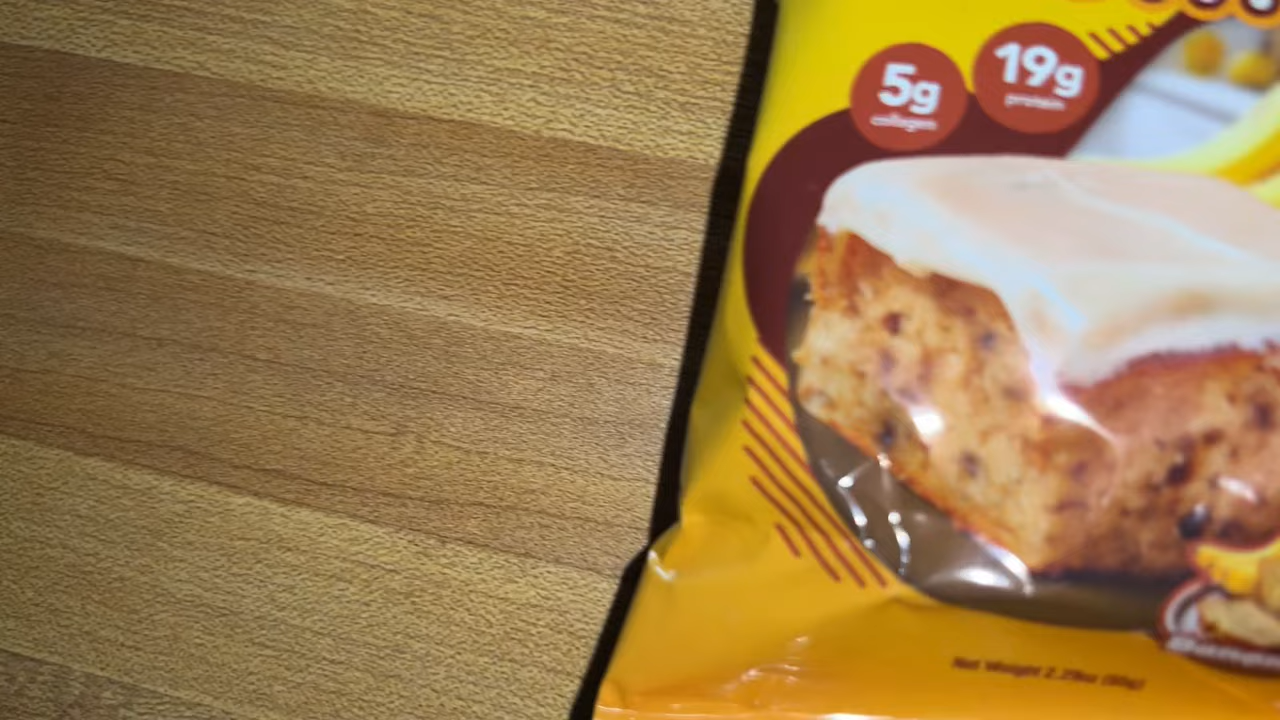 5g
collagen
19g
protein
Net Weight 2.29oz (65g)